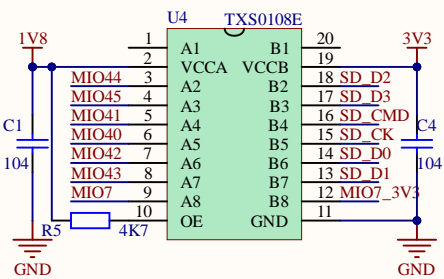 U4 TXS0108E
1V8 3V3
1 A1 B1 20
2 VCCA VCCB 19
MIO44 3 A2 B2 18 SD_D2
MIO45 4 A3 B3 17 SD_D3
MIO41 5 A4 B4 16 SD_CMD
MIO40 6 A5 B5 15 SD_CK
MIO42 7 A6 B6 14 SD_D0
MIO43 8 A7 B7 13 SD_D1
MIO7 9 A8 B8 12 MIO7_3V3
10 OE GND 11
C1 C4
104 104
R5 4K7
GND GND